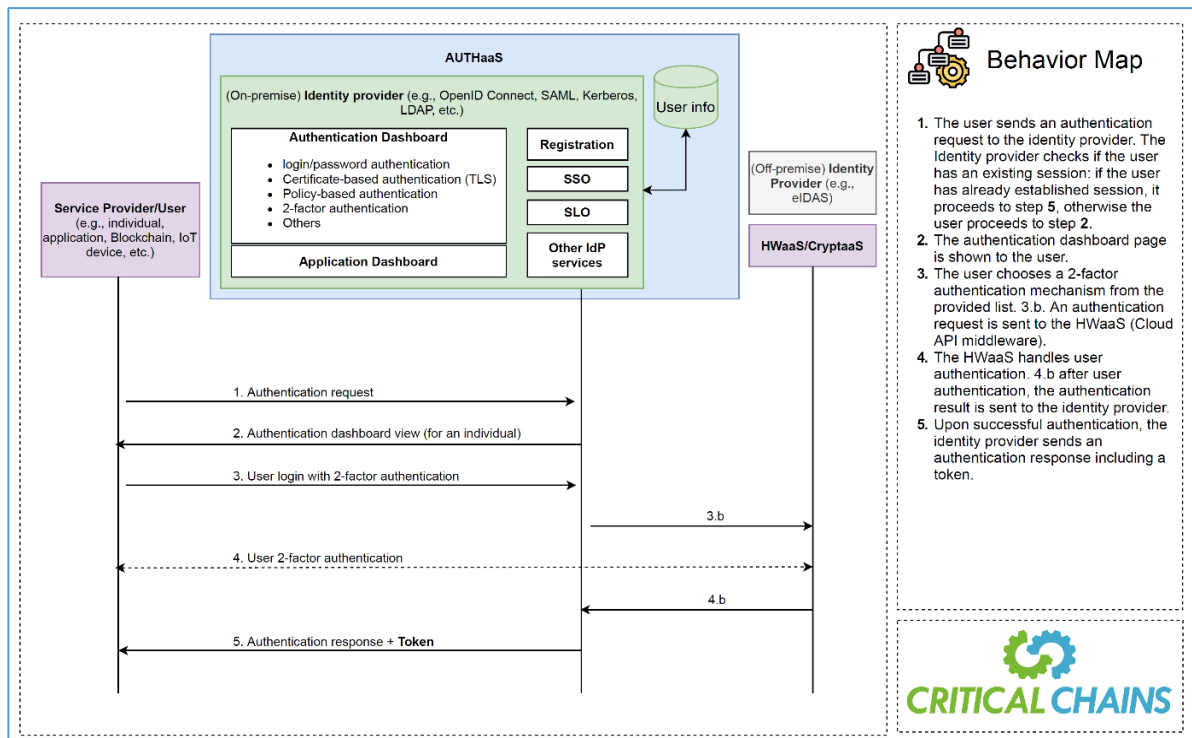 AUTHaaS
(On-premise) Identity provider (e.g., OpenID Connect, SAML, Kerberos,
LDAP, etc.)
User info
Authentication Dashboard
login/password authentication
Certificate-based authentication (TLS)
Policy-based authentication
2-factor authentication
Others
Application Dashboard
Registration
SSO
SLO
Other IdP
services
Service Provider/User
(e.g., individual,
application, Blockchain, IoT
device, etc.)
(Off-premise) Identity
Provider (e.g.,
eIDAS)
HWaaS/CryptaaS
1. Authentication request
2. Authentication dashboard view (for an individual)
3. User login with 2-factor authentication
3.b
4. User 2-factor authentication
4.b
5. Authentication response + Token
Behavior Map
1. The user sends an authentication
request to the identity provider. The
Identity provider checks if the user
has an existing session: if the user
has already established session, it
proceeds to step 5, otherwise the
user proceeds to step 2.
2. The authentication dashboard page
is shown to the user.
3. The user chooses a 2-factor
authentication mechanism from the
provided list. 3.b. An authentication
request is sent to the HWaaS (Cloud
API middleware).
4. The HWaaS handles user
authentication. 4.b after user
authentication, the authentication
result is sent to the identity provider.
5. Upon successful authentication, the
identity provider sends an
authentication response including a
token.
CRITICAL CHAINS